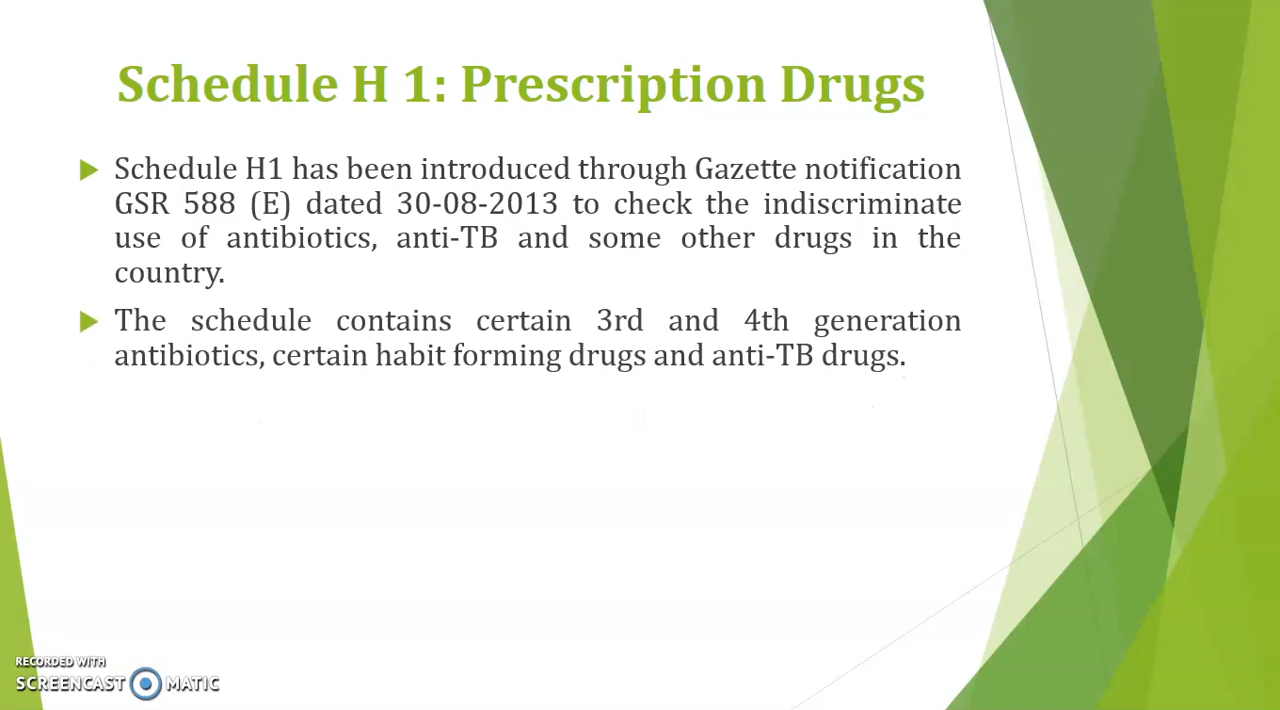 Schedule H 1: Prescription Drugs
Schedule H1 has been introduced through Gazette notification
GSR 588 (E) dated 30-08-2013 to check the indiscriminate
use of antibiotics, anti-TB and some other drugs in the
country.
The schedule contains certain 3rd and 4th generation
antibiotics, certain habit forming drugs and anti-TB drugs.
RECORDED WITH
SCREENCAST MATIC